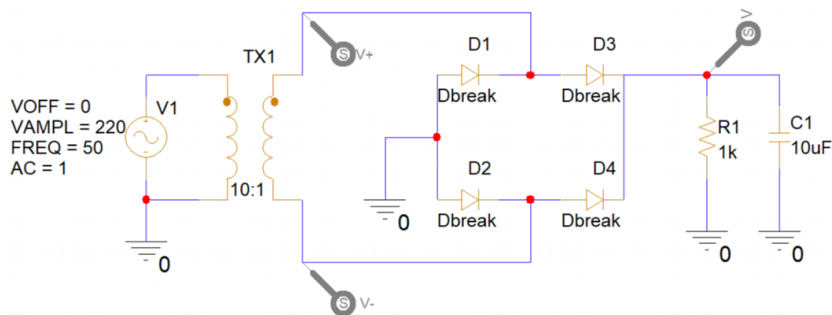 V
V+
TX1
D1
D3
V1
VOFF = 0
VAMPL = 220
FREQ = 50
AC = 1
Dbreak
Dbreak
R1
1k
C1
10uF
10:1
D2
D4
0
Dbreak
Dbreak
0
0
0
V-
S
S
S